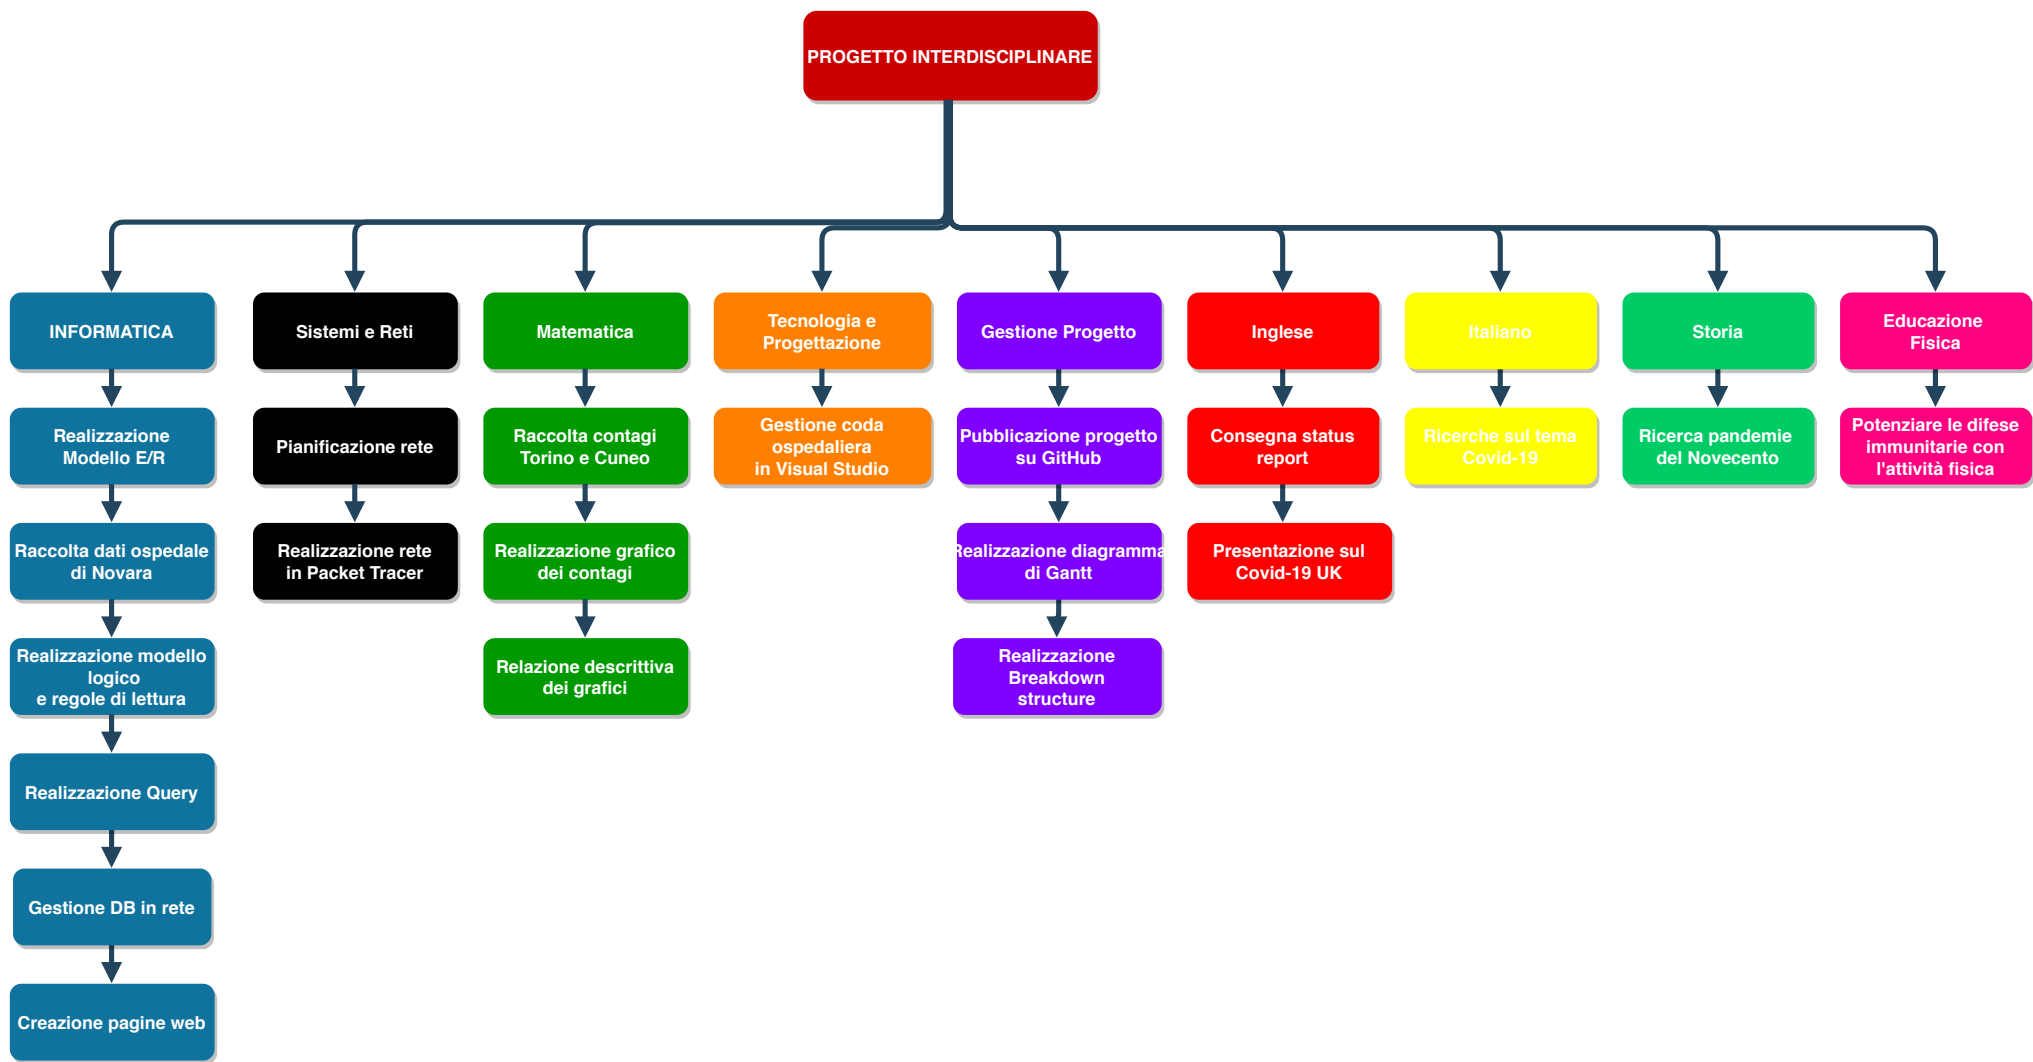 PROGETTO INTERDISCIPLINARE
INFORMATICA
Sistemi e Reti
Matematica
Tecnologia e
Progettazione
Gestione Progetto
Inglese
Italiano
Storia
Educazione
Fisica
Realizzazione
Modello E/R
Pianificazione rete
Raccolta contagi
Torino e Cuneo
Gestione coda
ospedaliera
in Visual Studio
Pubblicazione progetto
su GitHub
Consegna status
report
Ricerche sul tema
Covid-19
Ricerca pandemie
del Novecento
Potenziare le difese
immunitarie con
l'attività fisica
Raccolta dati ospedale
di Novara
Realizzazione rete
in Packet Tracer
Realizzazione grafico
dei contagi
Realizzazione diagramma
di Gantt
Presentazione sul
Covid-19 UK
Realizzazione modello
logico
e regole di lettura
Relazione descrittiva
dei grafici
Realizzazione
Breakdown
structure
Realizzazione Query
Gestione DB in rete
Creazione pagine web